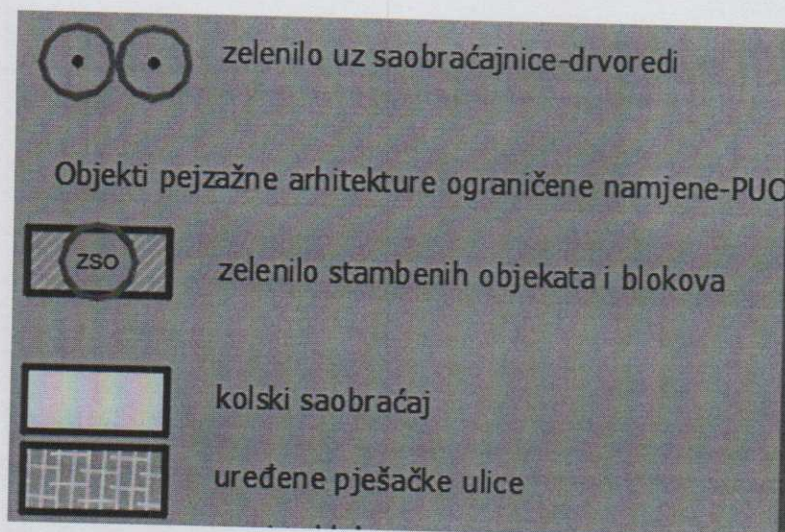 zelenilo uz saobraćajnice-drvoredi
Objekti pejzažne arhitekture ograničene namjene-PUO
ZSO
zelenilo stambenih objekata i blokova
kolski saobraćaj
uređene pješačke ulice